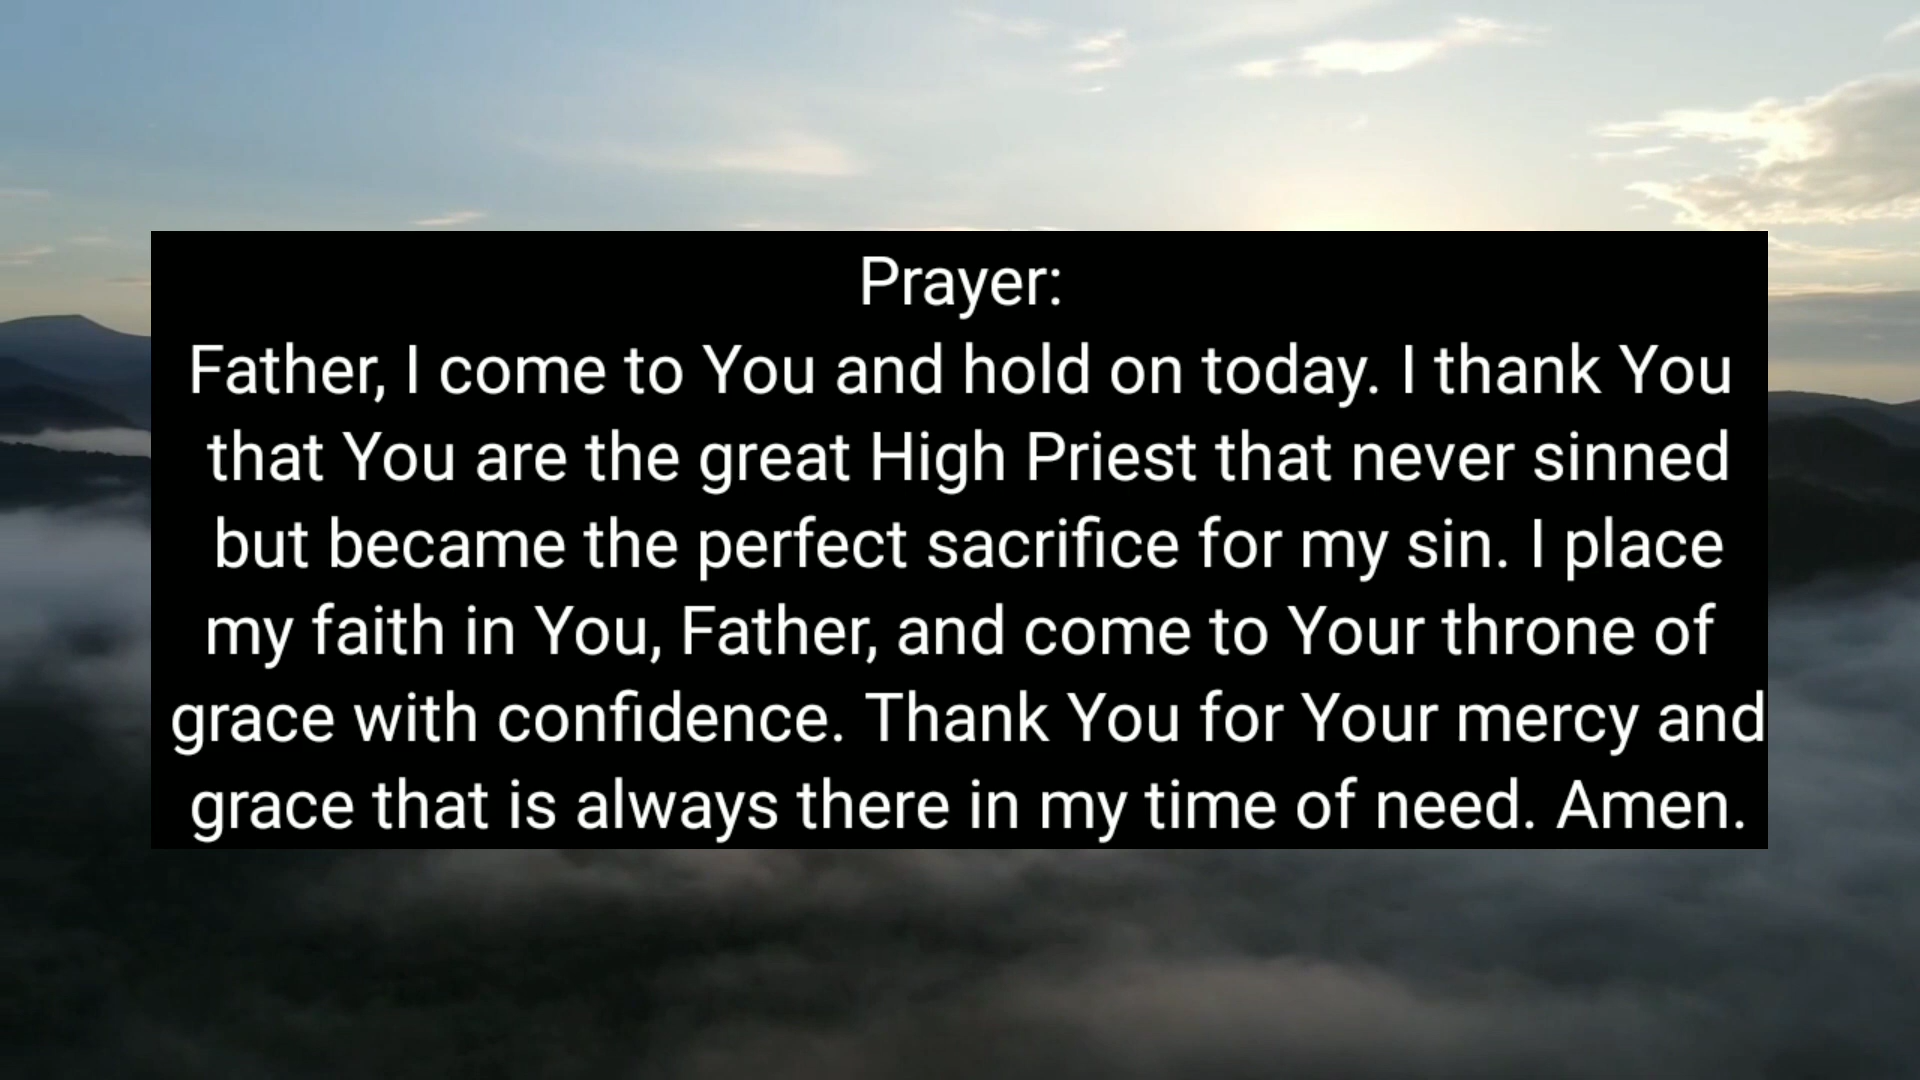 Prayer:
Father, I come to You and hold on today. I thank You
that You are the great High Priest that never sinned
but became the perfect sacrifice for my sin. I place
my faith in You, Father, and come to Your throne of
grace with confidence. Thank You for Your mercy and
grace that is always there in my time of need. Amen.